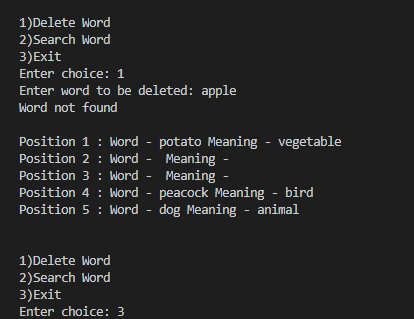 1)Delete Word
2)Search Word
3)Exit
Enter choice: 1
Enter word to be deleted: apple
Word not found
Position 1 : Word - potato Meaning - vegetable
Position 2 : Word -  Meaning -
Position 3 : Word -  Meaning -
Position 4 : Word - peacock Meaning - bird
Position 5 : Word - dog Meaning - animal
1)Delete Word
2)Search Word
3)Exit
Enter choice: 3